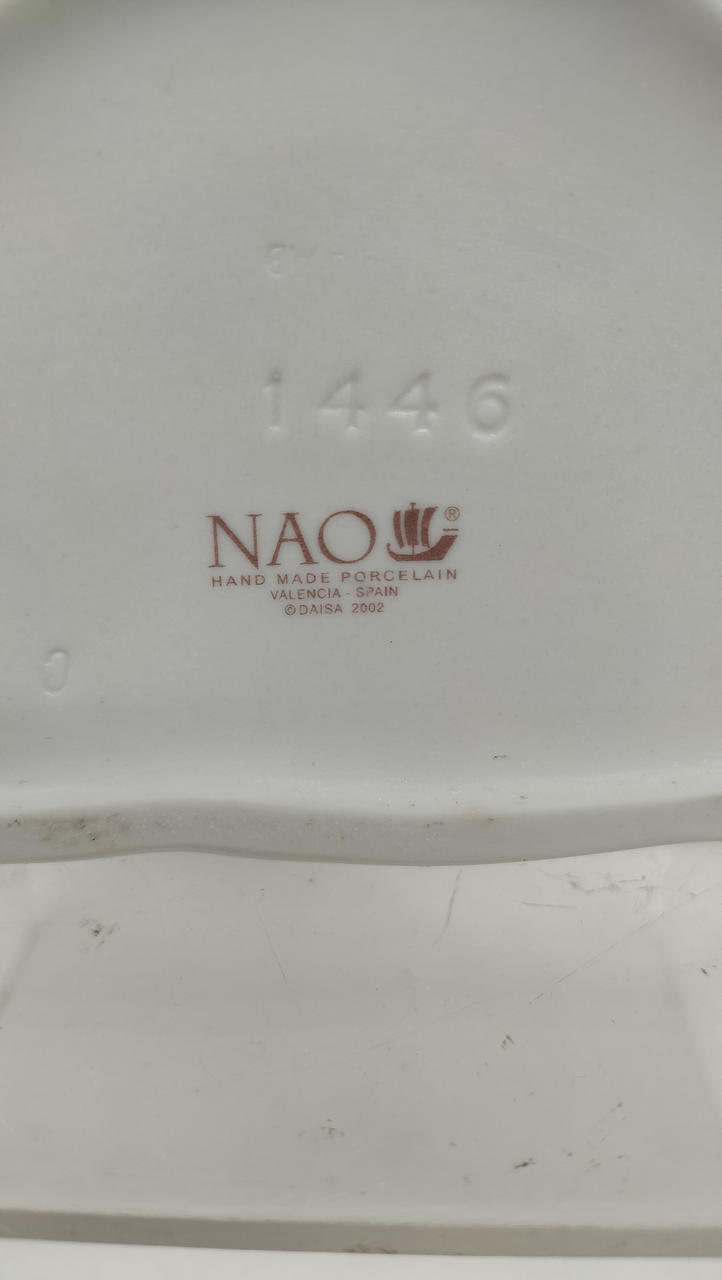 1446
NAO®
HAND MADE PORCELAIN
VALENCIA - SPAIN
©DAISA 2002